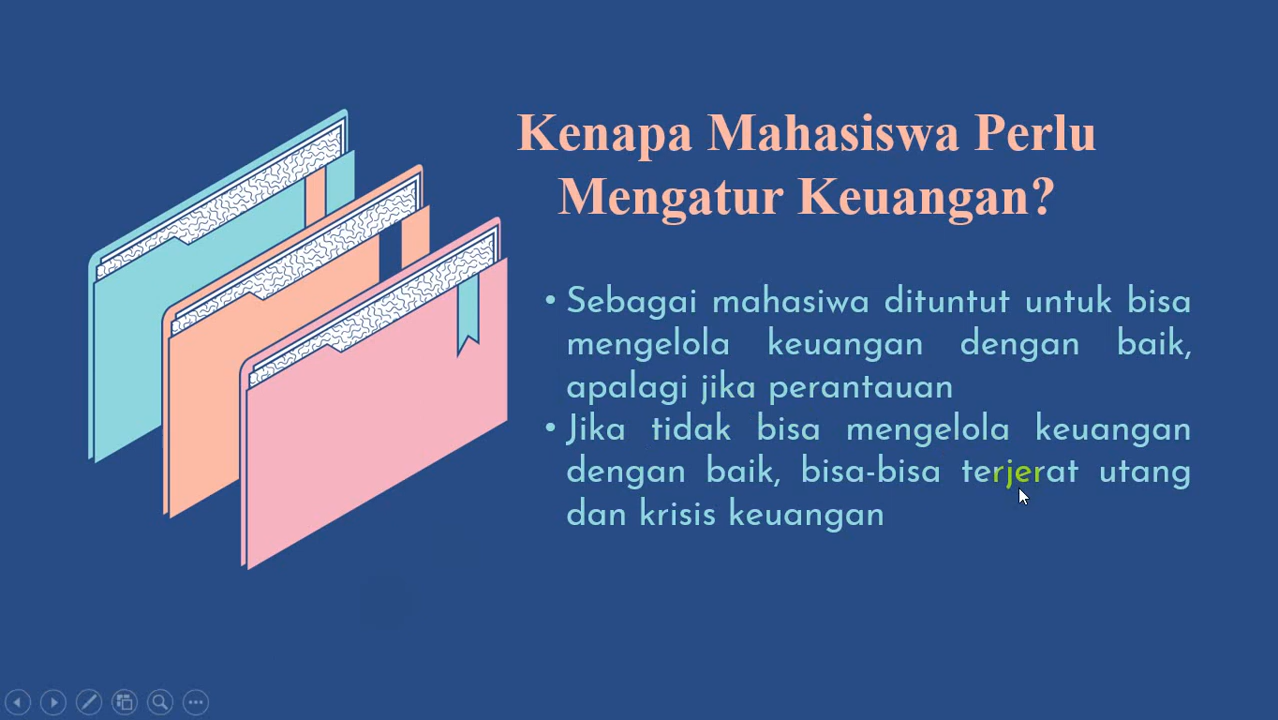 Kenapa Mahasiswa Perlu
Mengatur Keuangan?
• Sebagai mahasiwa dituntut untuk bisa
mengelola keuangan dengan baik,
apalagi jika perantauan
• Jika tidak bisa mengelola keuangan
dengan baik, bisa-bisa terjerat utang
dan krisis keuangan